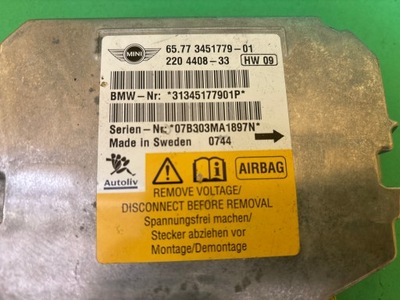 MINI
65.77 3451779-01
220 4408-33 HW 09
BMW-Nr: *31345177901P*
Serien-Nr: *07B303MA1897N*
Made in Sweden 0744
Autoliv
AIRBAG
REMOVE VOLTAGE/
DISCONNECT BEFORE REMOVAL
Spannungsfrei machen/
Stecker abziehen vor
Montage/Demontage